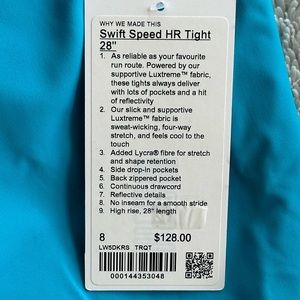 WHY WE MADE THIS
Swift Speed HR Tight
28"
1. As reliable as your favourite
run route. Powered by our
supportive Luxtreme™ fabric,
these tights always deliver
with lots of pockets and a hit
of reflectivity
2. Our slick and supportive
Luxtreme™ fabric is
sweat-wicking, four-way
stretch, and feels cool to the
touch
3. Added Lycra® fibre for stretch
and shape retention
4. Side drop-in pockets
5. Back zippered pocket
6. Continuous drawcord
7. Reflective details
8. No inseam for a smooth stride
9. High rise, 28" length
8 $128.00
LW5DKRS TRQT
000144353048